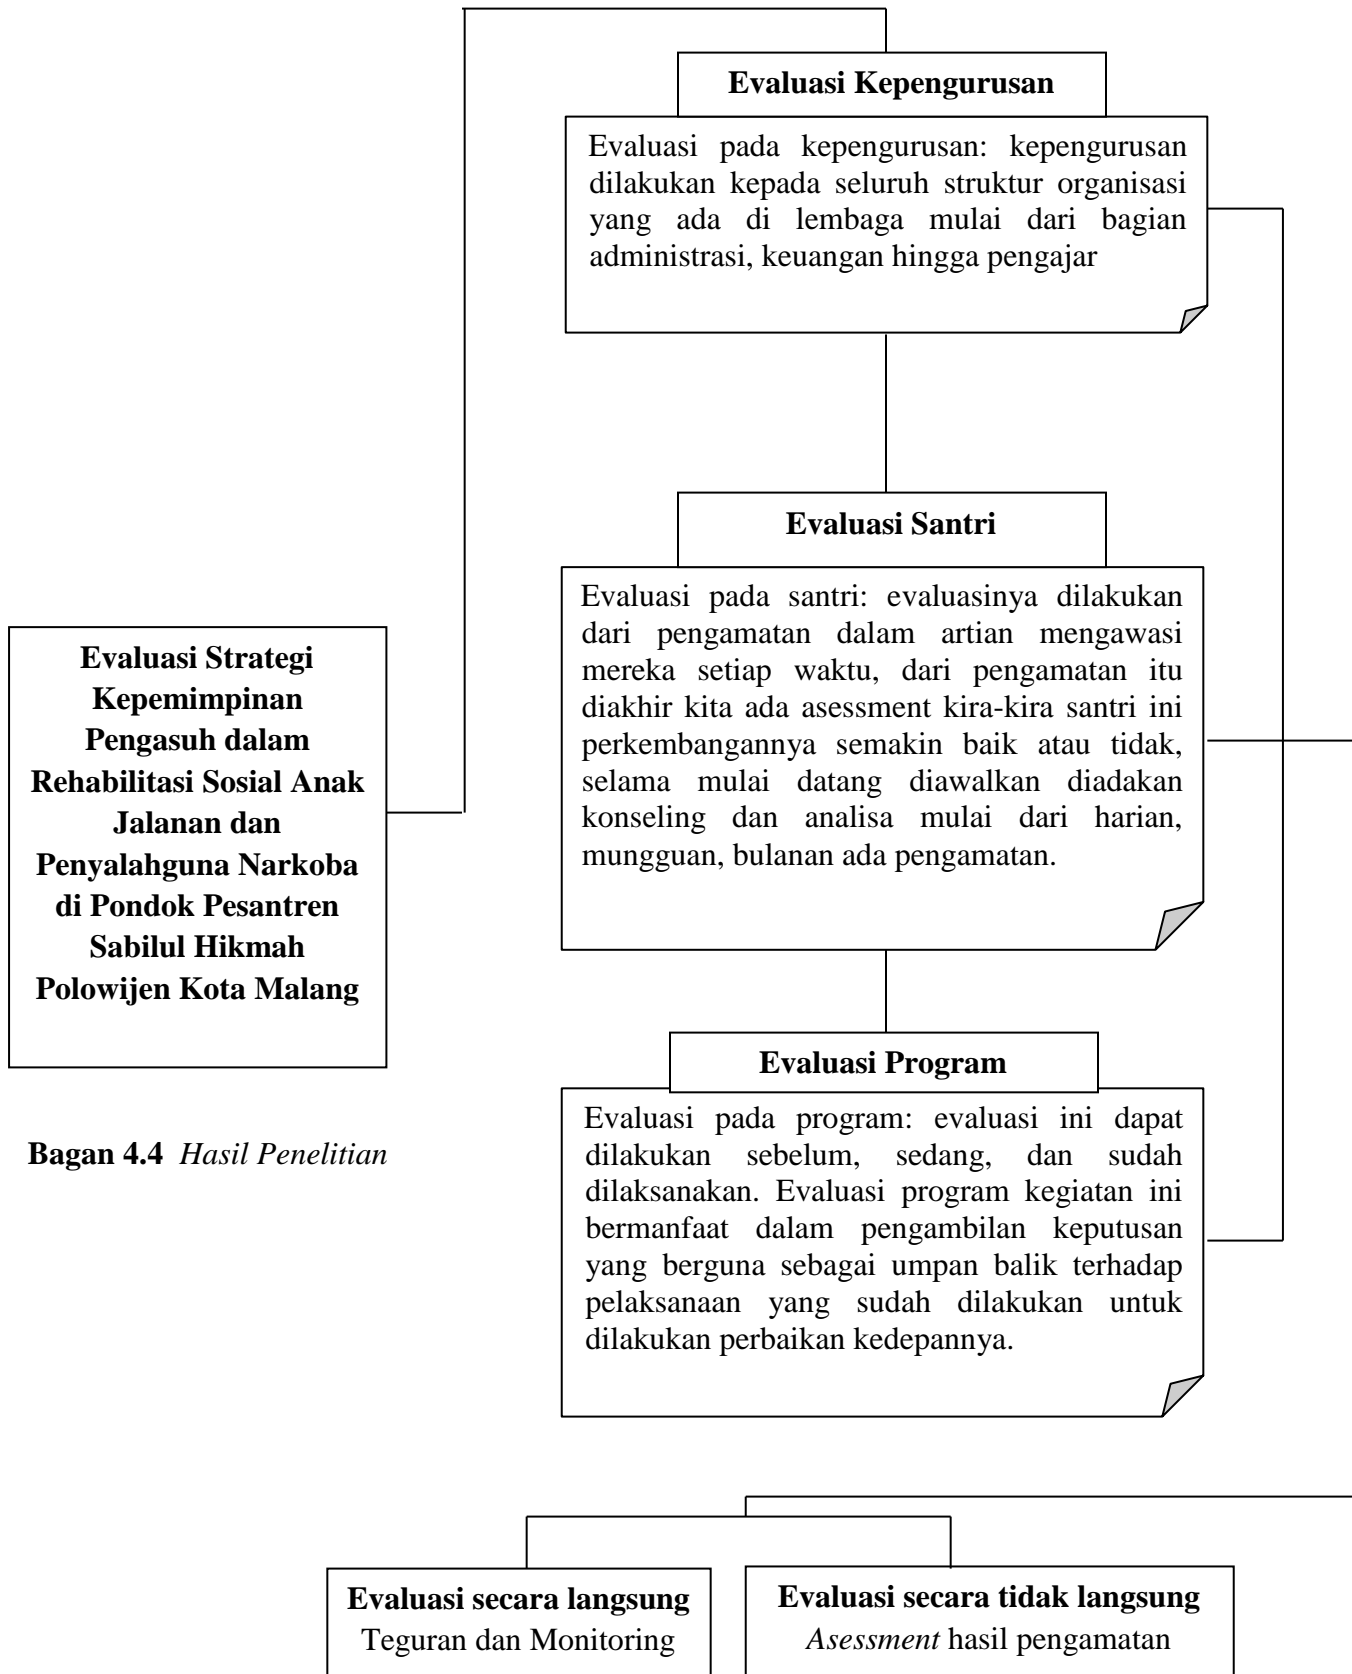 Evaluasi Kepengurusan
Evaluasi pada kepengurusan: kepengurusan
dilakukan kepada seluruh struktur organisasi
yang ada di lembaga mulai dari bagian
administrasi, keuangan hingga pengajar
Evaluasi Santri
Evaluasi pada santri: evaluasinya dilakukan
dari pengamatan dalam artian mengawasi
mereka setiap waktu, dari pengamatan itu
diakhir kita ada asessment kira-kira santri ini
perkembangannya semakin baik atau tidak,
selama mulai datang diawalkan diadakan
konseling dan analisa mulai dari harian,
mungguan, bulanan ada pengamatan.
Evaluasi Strategi
Kepemimpinan
Pengasuh dalam
Rehabilitasi Sosial Anak
Jalanan dan
Penyalahguna Narkoba
di Pondok Pesantren
Sabilul Hikmah
Polowijen Kota Malang
Evaluasi Program
Evaluasi pada program: evaluasi ini dapat
dilakukan sebelum, sedang, dan sudah
dilaksanakan. Evaluasi program kegiatan ini
bermanfaat dalam pengambilan keputusan
yang berguna sebagai umpan balik terhadap
pelaksanaan yang sudah dilakukan untuk
dilakukan perbaikan kedepannya.
Bagan 4.4 Hasil Penelitian
Evaluasi secara langsung
Teguran dan Monitoring
Evaluasi secara tidak langsung
Asessment hasil pengamatan